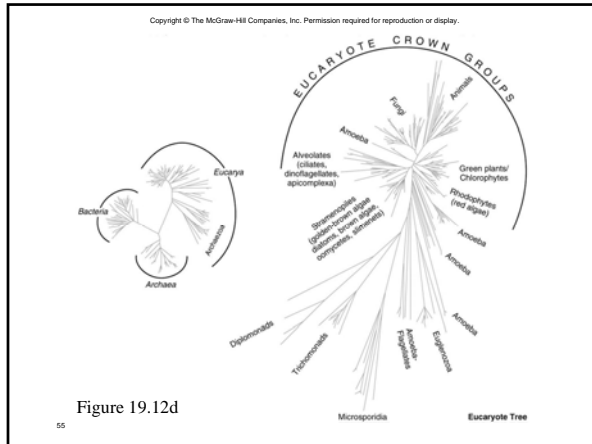 Copyright © The McGraw-Hill Companies, Inc. Permission required for reproduction or display.
EUCARYOTE CROWN GROUPS
Animals
Fungi
Amoeba
Alveolates
(ciliates,
dinoflagellates,
apicomplexa)
Green plants/
Chlorophytes
Rhodophytes
(red algae)
Stramenopiles
(golden-brown algae
diatoms, brown algae,
oomycetes, slimenets)
Amoeba
Amoeba
Amoeba
Euglenozoa
Amoeba-
Flagellates
Diplomonads
Trichomonads
Microsporidia
Eucarya
Bacteria
Archaezoa
Archaea
Eucaryote Tree
Figure 19.12d
55